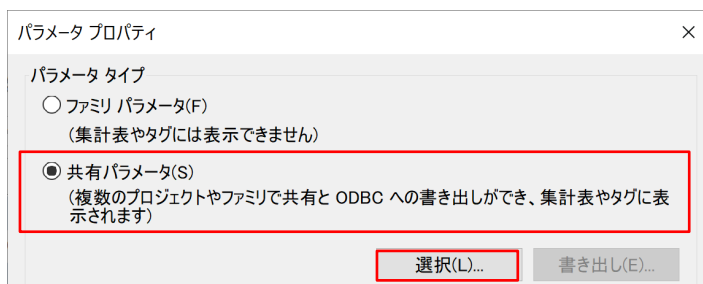 パラメータ プロパティ
パラメータ タイプ
ファミリ パラメータ(F)
(集計表やタグには表示できません)
共有パラメータ(S)
(複数のプロジェクトやファミリで共有と ODBC への書き出しができ、集計表やタグに表
示されます)
選択(L)... 書き出し(E)...